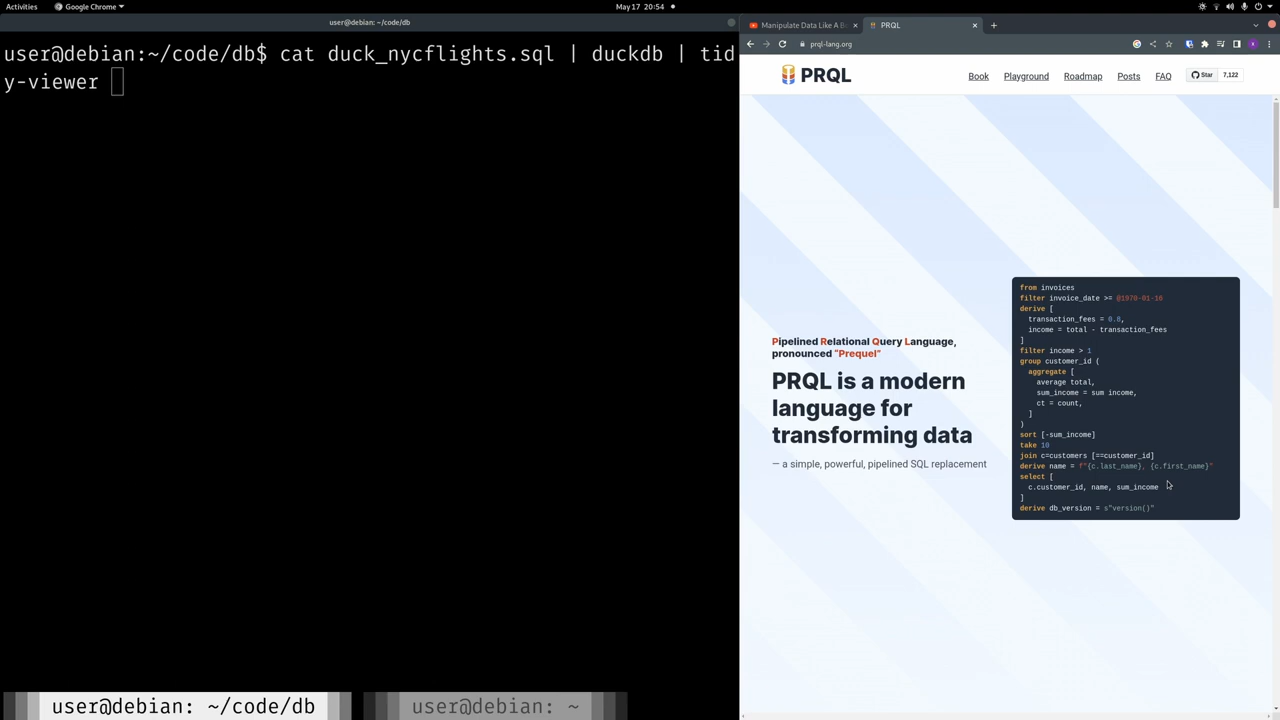 Activities
Google Chrome
May 17 20:54
user@debian: ~/code/db
user@debian:~/code/db$ cat duck_nycflights.sql | duckdb | tid
y-viewer
user@debian: ~/code/db
user@debian: ~
Manipulate Data Like A B
PRQL
prql-lang.org
PRQL
Book
Playground
Roadmap
Posts
FAQ
Star
7,122
Pipelined Relational Query Language,
pronounced “Prequel”
PRQL is a modern
language for
transforming data
— a simple, powerful, pipelined SQL replacement
from invoices
filter invoice_date >= @1970-01-16
derive [
  transaction_fees = 0.8,
  income = total - transaction_fees
]
filter income > 1
group customer_id (
  aggregate [
    average total,
    sum_income = sum income,
    ct = count,
  ]
)
sort [-sum_income]
take 10
join c=customers [==customer_id]
derive name = f"{c.last_name}, {c.first_name}"
select [
  c.customer_id, name, sum_income
]
derive db_version = s"version()"